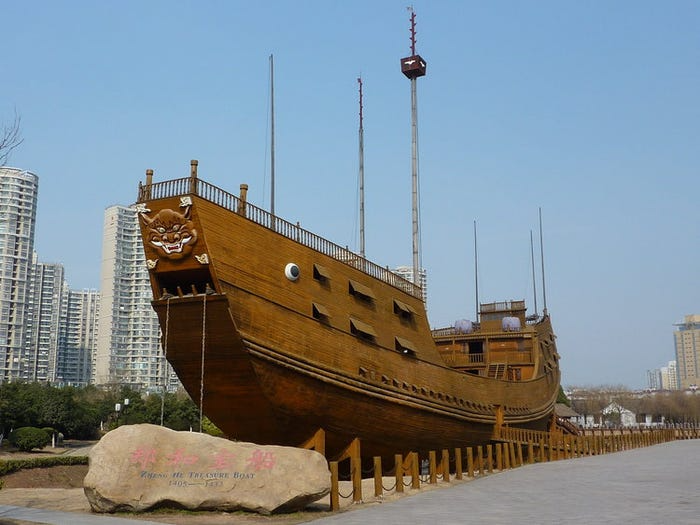 郑和宝船
Zheng He Treasure Boat
1405—1433